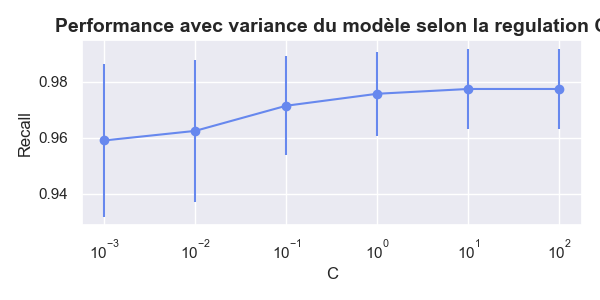 Performance avec variance du modèle selon la regulation C
0.98
0.96
0.94
Recall
10⁻³ 10⁻² 10⁻¹ 10⁰ 10¹ 10²
C